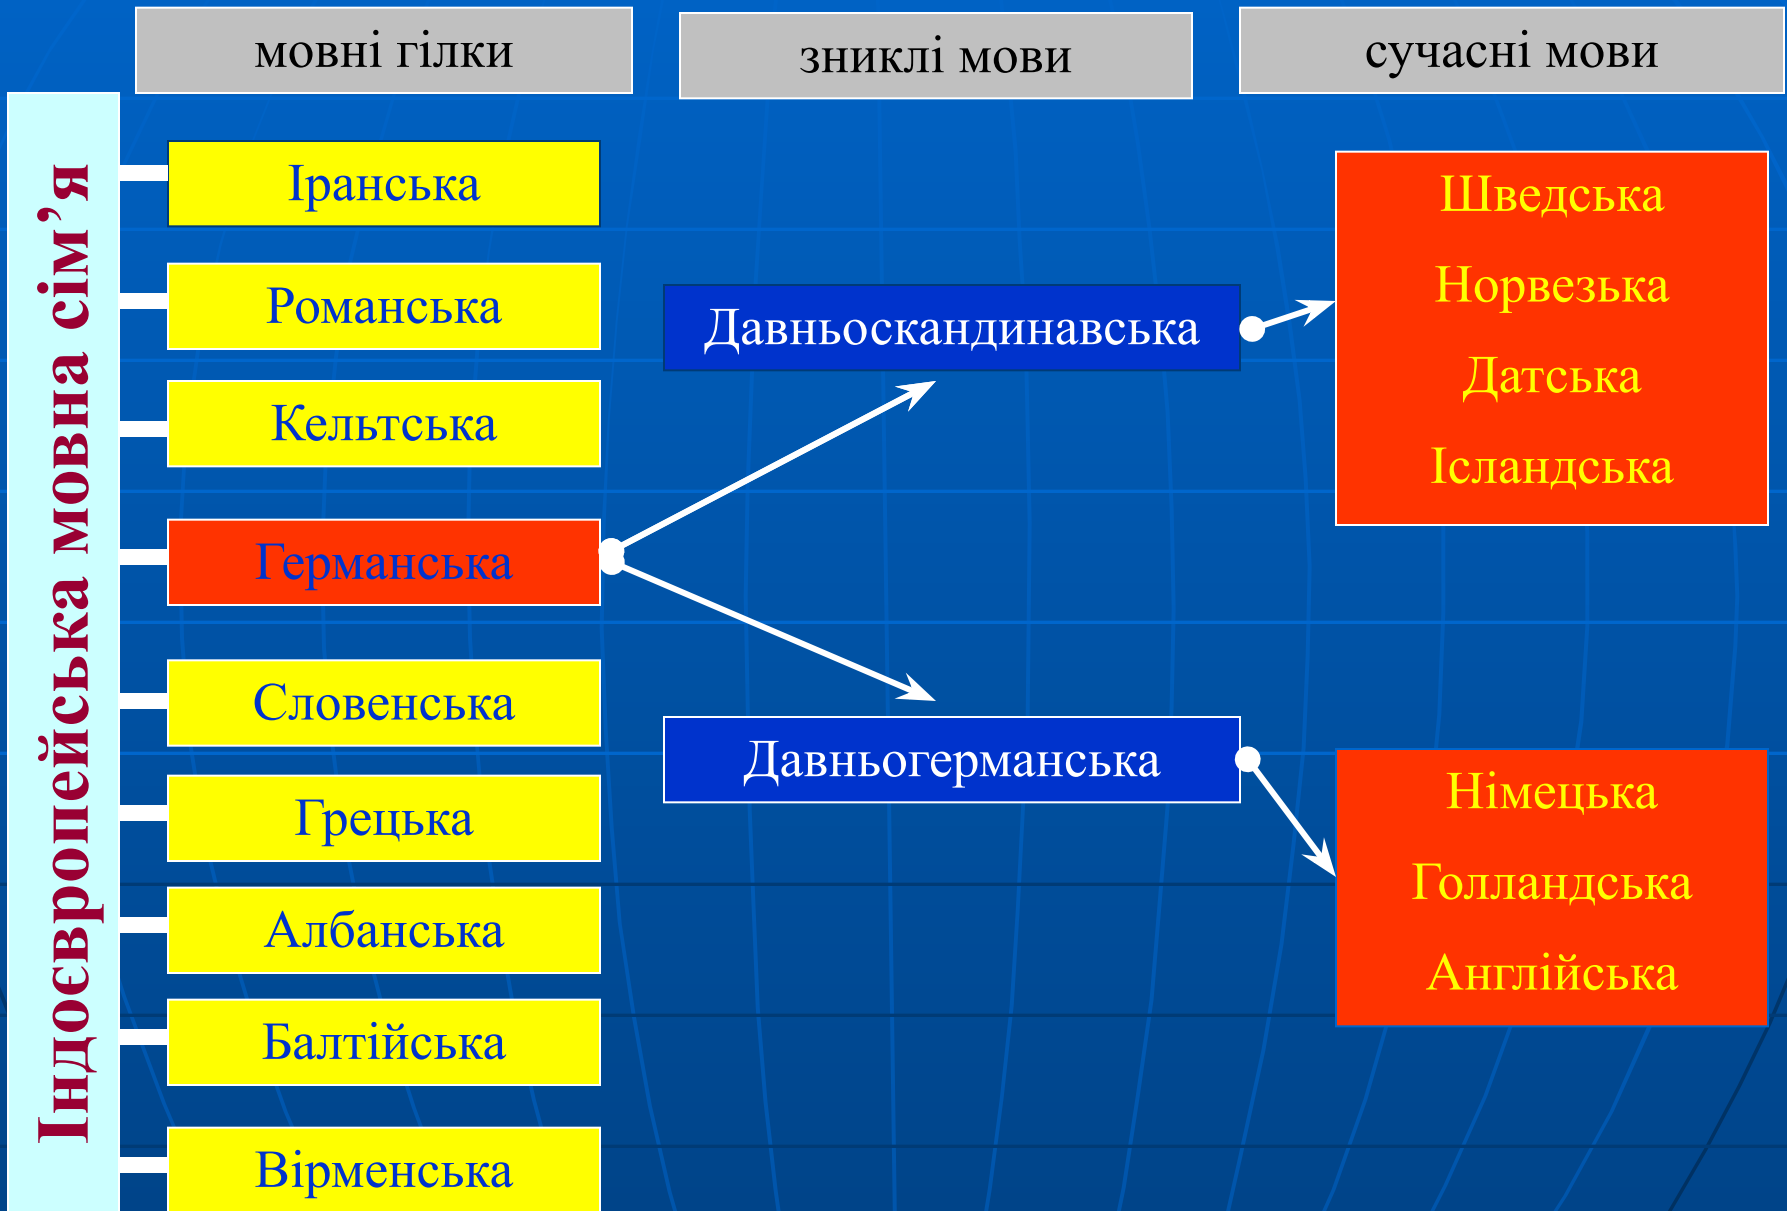 мовні гілки
зниклі мови
сучасні мови
Індоєвропейська мовна сім’я
Іранська
Романська
Кельтська
Германська
Словенська
Грецька
Албанська
Балтійська
Вірменська
Давньоскандинавська
Давньогерманська
Шведська
Норвезька
Датська
Ісландська
Німецька
Голландська
Англійська